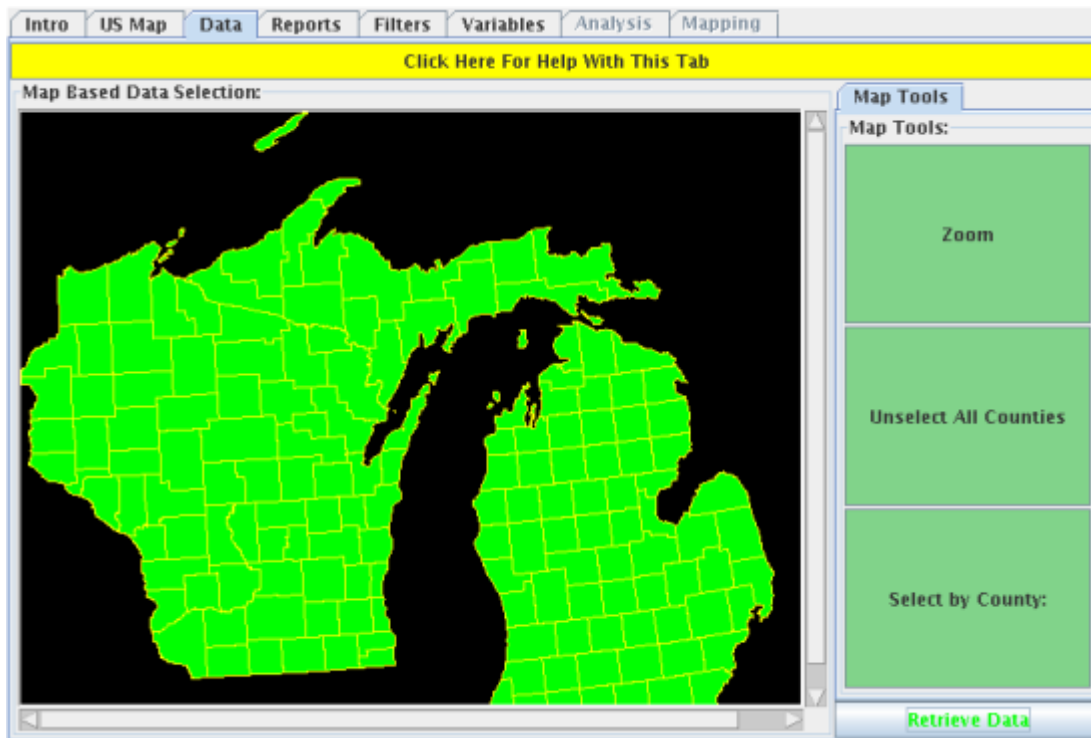 Intro US Map Data Reports Filters Variables Analysis Mapping
Click Here For Help With This Tab
Map Based Data Selection:
Map Tools
Map Tools:
Zoom
Unselect All Counties
Select by County:
Retrieve Data